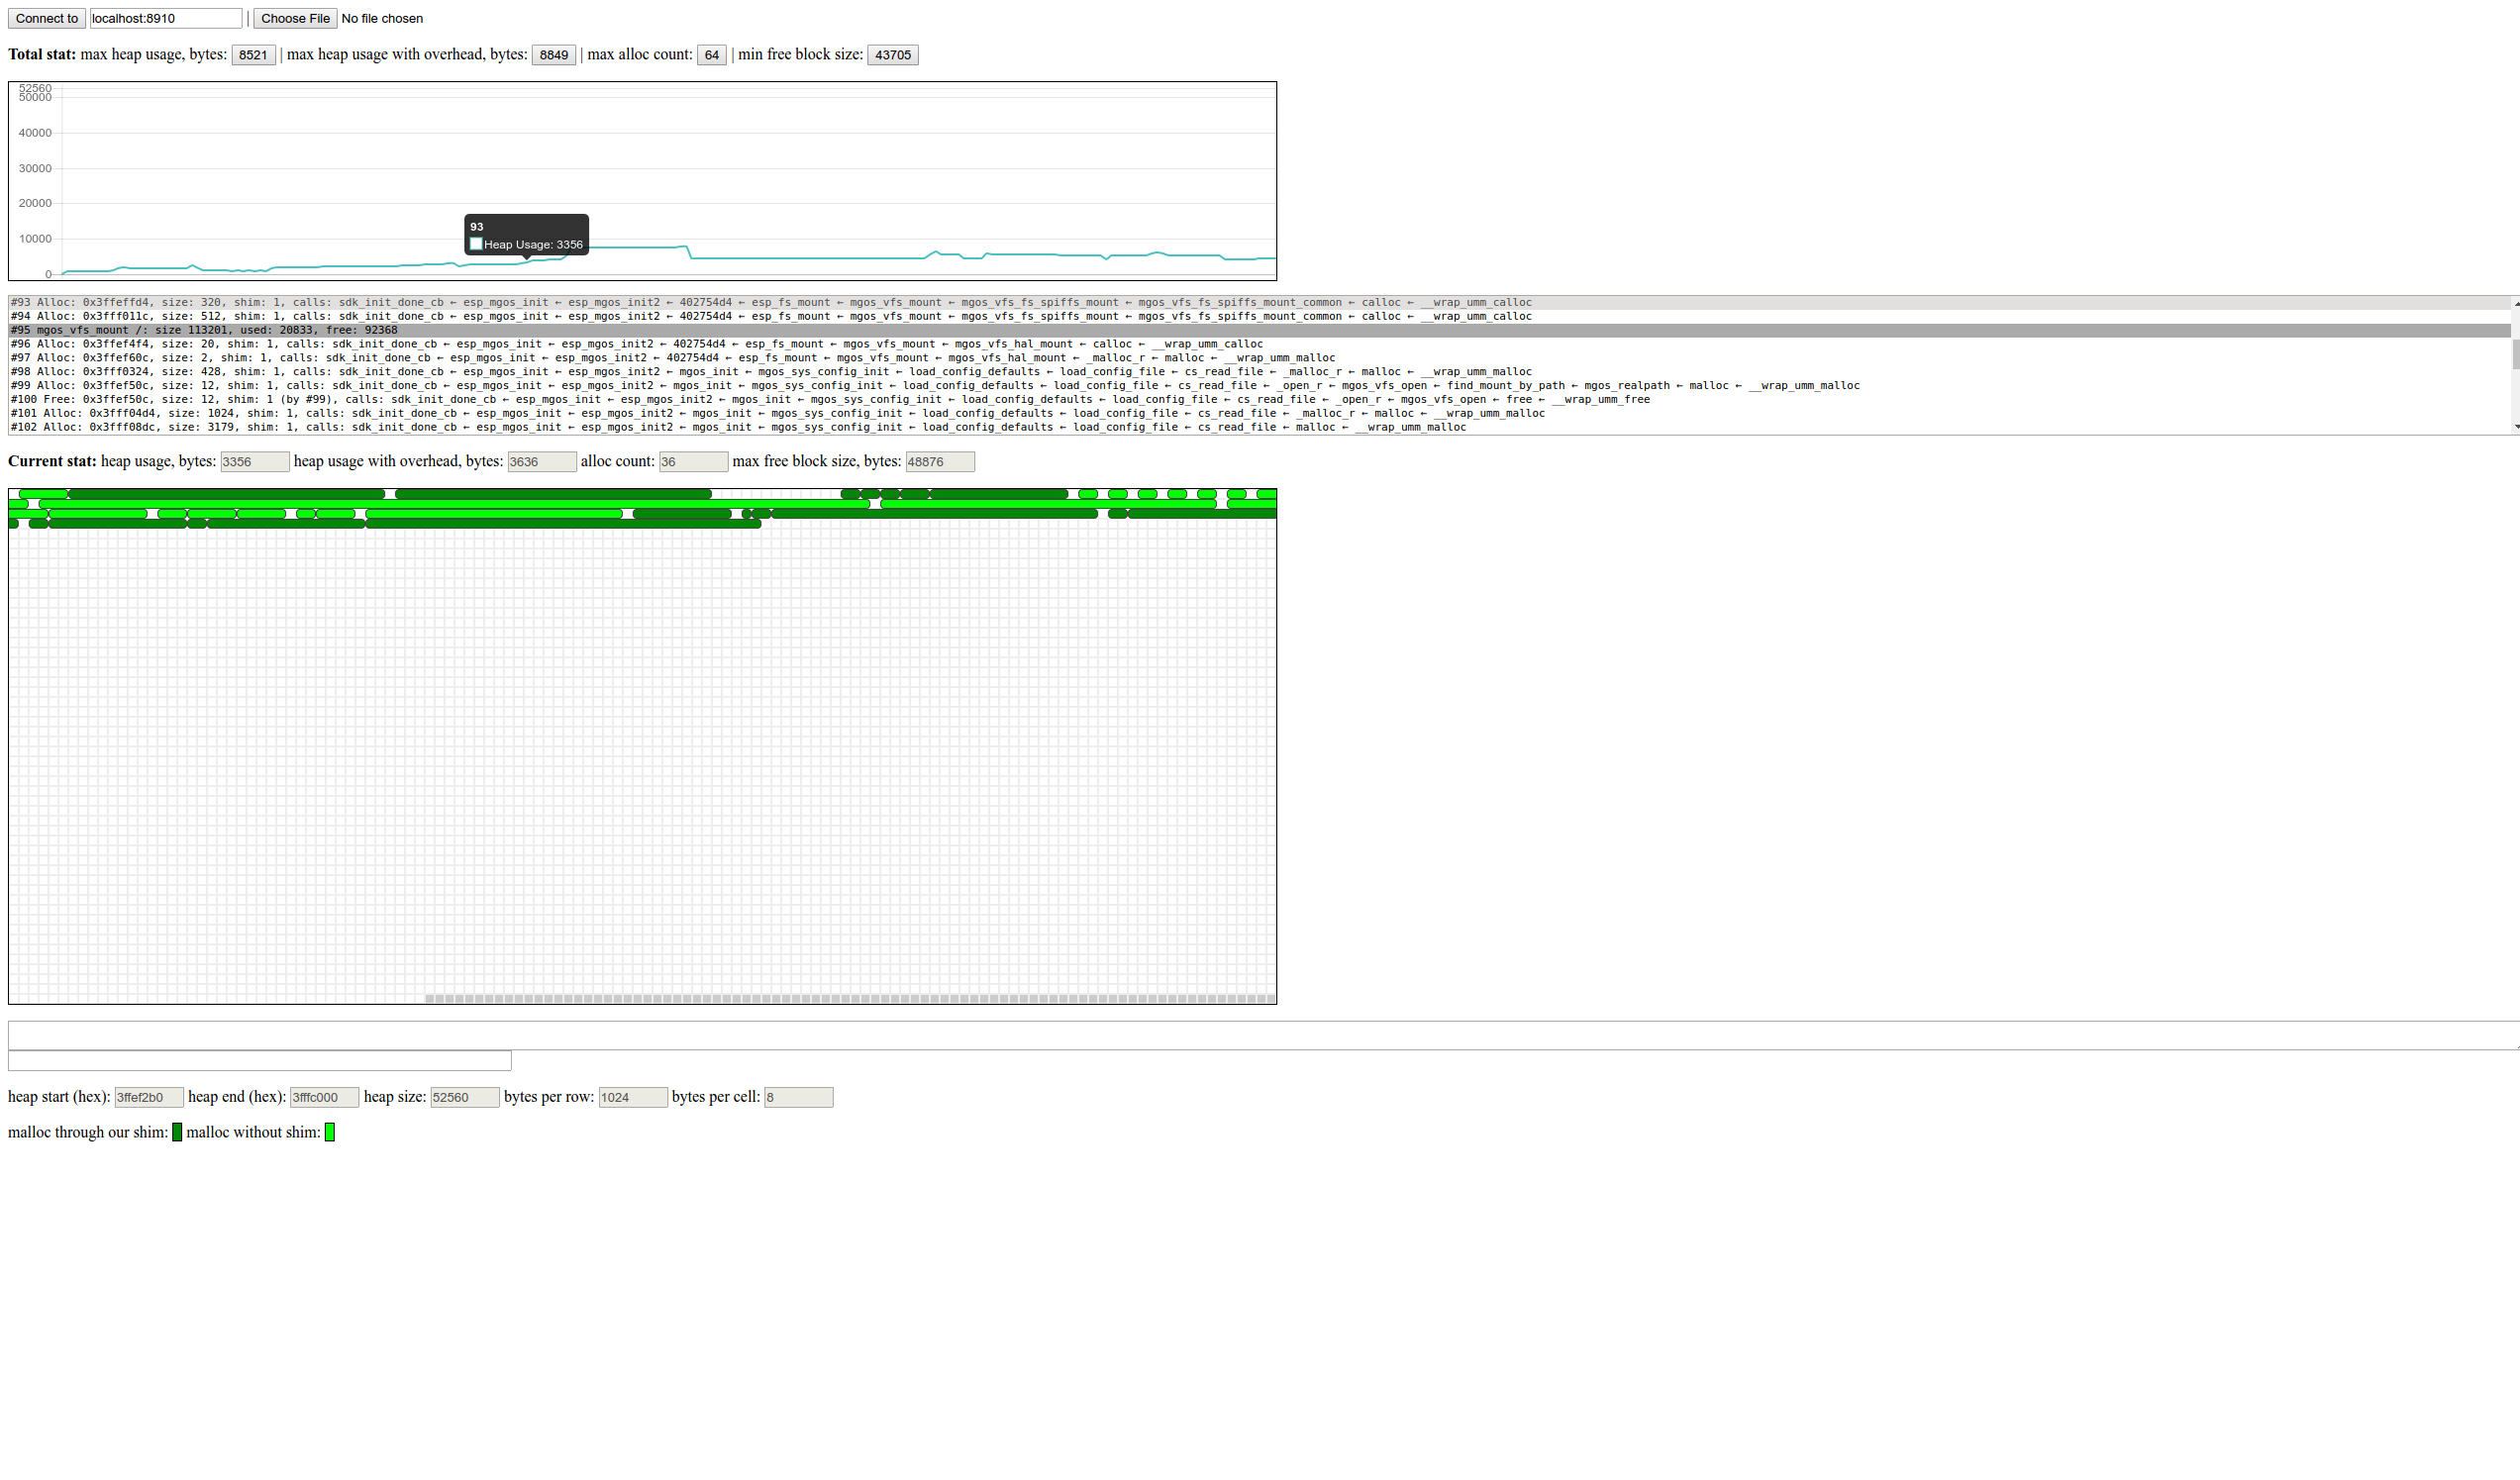 Connect to localhost:8910 | Choose File No file chosen
Total stat: max heap usage, bytes: 8521 | max heap usage with overhead, bytes: 8849 | max alloc count: 64 | min free block size: 43705
52560
50000
40000
30000
20000
10000
0
93
Heap Usage: 3356
#93 Alloc: 0x3ffeffd4, size: 320, shim: 1, calls: sdk_init_done_cb ← esp_mgos_init ← esp_mgos_init2 ← 402754d4 ← esp_fs_mount ← mgos_vfs_mount ← mgos_vfs_fs_spiffs_mount ← mgos_vfs_fs_spiffs_mount_common ← calloc ← __wrap_umm_calloc
#94 Alloc: 0x3fff011c, size: 512, shim: 1, calls: sdk_init_done_cb ← esp_mgos_init ← esp_mgos_init2 ← 402754d4 ← esp_fs_mount ← mgos_vfs_mount ← mgos_vfs_fs_spiffs_mount ← mgos_vfs_fs_spiffs_mount_common ← calloc ← __wrap_umm_calloc
#95 mgos_vfs_mount /: size 113201, used: 20833, free: 92368
#96 Alloc: 0x3ffef4f4, size: 20, shim: 1, calls: sdk_init_done_cb ← esp_mgos_init ← esp_mgos_init2 ← 402754d4 ← esp_fs_mount ← mgos_vfs_mount ← mgos_vfs_hal_mount ← calloc ← __wrap_umm_calloc
#97 Alloc: 0x3ffef60c, size: 2, shim: 1, calls: sdk_init_done_cb ← esp_mgos_init ← esp_mgos_init2 ← 402754d4 ← esp_fs_mount ← mgos_vfs_mount ← mgos_vfs_hal_mount ← _malloc_r ← malloc ← __wrap_umm_malloc
#98 Alloc: 0x3fff0324, size: 428, shim: 1, calls: sdk_init_done_cb ← esp_mgos_init ← esp_mgos_init2 ← mgos_init ← mgos_sys_config_init ← load_config_defaults ← load_config_file ← cs_read_file ← _malloc_r ← malloc ← __wrap_umm_malloc
#99 Alloc: 0x3ffef50c, size: 12, shim: 1, calls: sdk_init_done_cb ← esp_mgos_init ← esp_mgos_init2 ← mgos_init ← mgos_sys_config_init ← load_config_defaults ← load_config_file ← cs_read_file ← _open_r ← mgos_vfs_open ← find_mount_by_path ← mgos_realpath ← malloc ← __wrap_umm_malloc
#100 Free: 0x3ffef50c, size: 12, shim: 1 (by #99), calls: sdk_init_done_cb ← esp_mgos_init ← esp_mgos_init2 ← mgos_init ← mgos_sys_config_init ← load_config_defaults ← load_config_file ← cs_read_file ← _open_r ← mgos_vfs_open ← free ← __wrap_umm_free
#101 Alloc: 0x3fff04d4, size: 1024, shim: 1, calls: sdk_init_done_cb ← esp_mgos_init ← esp_mgos_init2 ← mgos_init ← mgos_sys_config_init ← load_config_defaults ← load_config_file ← cs_read_file ← _malloc_r ← malloc ← __wrap_umm_malloc
#102 Alloc: 0x3fff08dc, size: 3179, shim: 1, calls: sdk_init_done_cb ← esp_mgos_init ← esp_mgos_init2 ← mgos_init ← mgos_sys_config_init ← load_config_defaults ← load_config_file ← cs_read_file ← malloc ← __wrap_umm_malloc
Current stat: heap usage, bytes: 3356 heap usage with overhead, bytes: 3636 alloc count: 36 max free block size, bytes: 48876
heap start (hex): 3ffef2b0 heap end (hex): 3fffc000 heap size: 52560 bytes per row: 1024 bytes per cell: 8
malloc through our shim: malloc without shim: